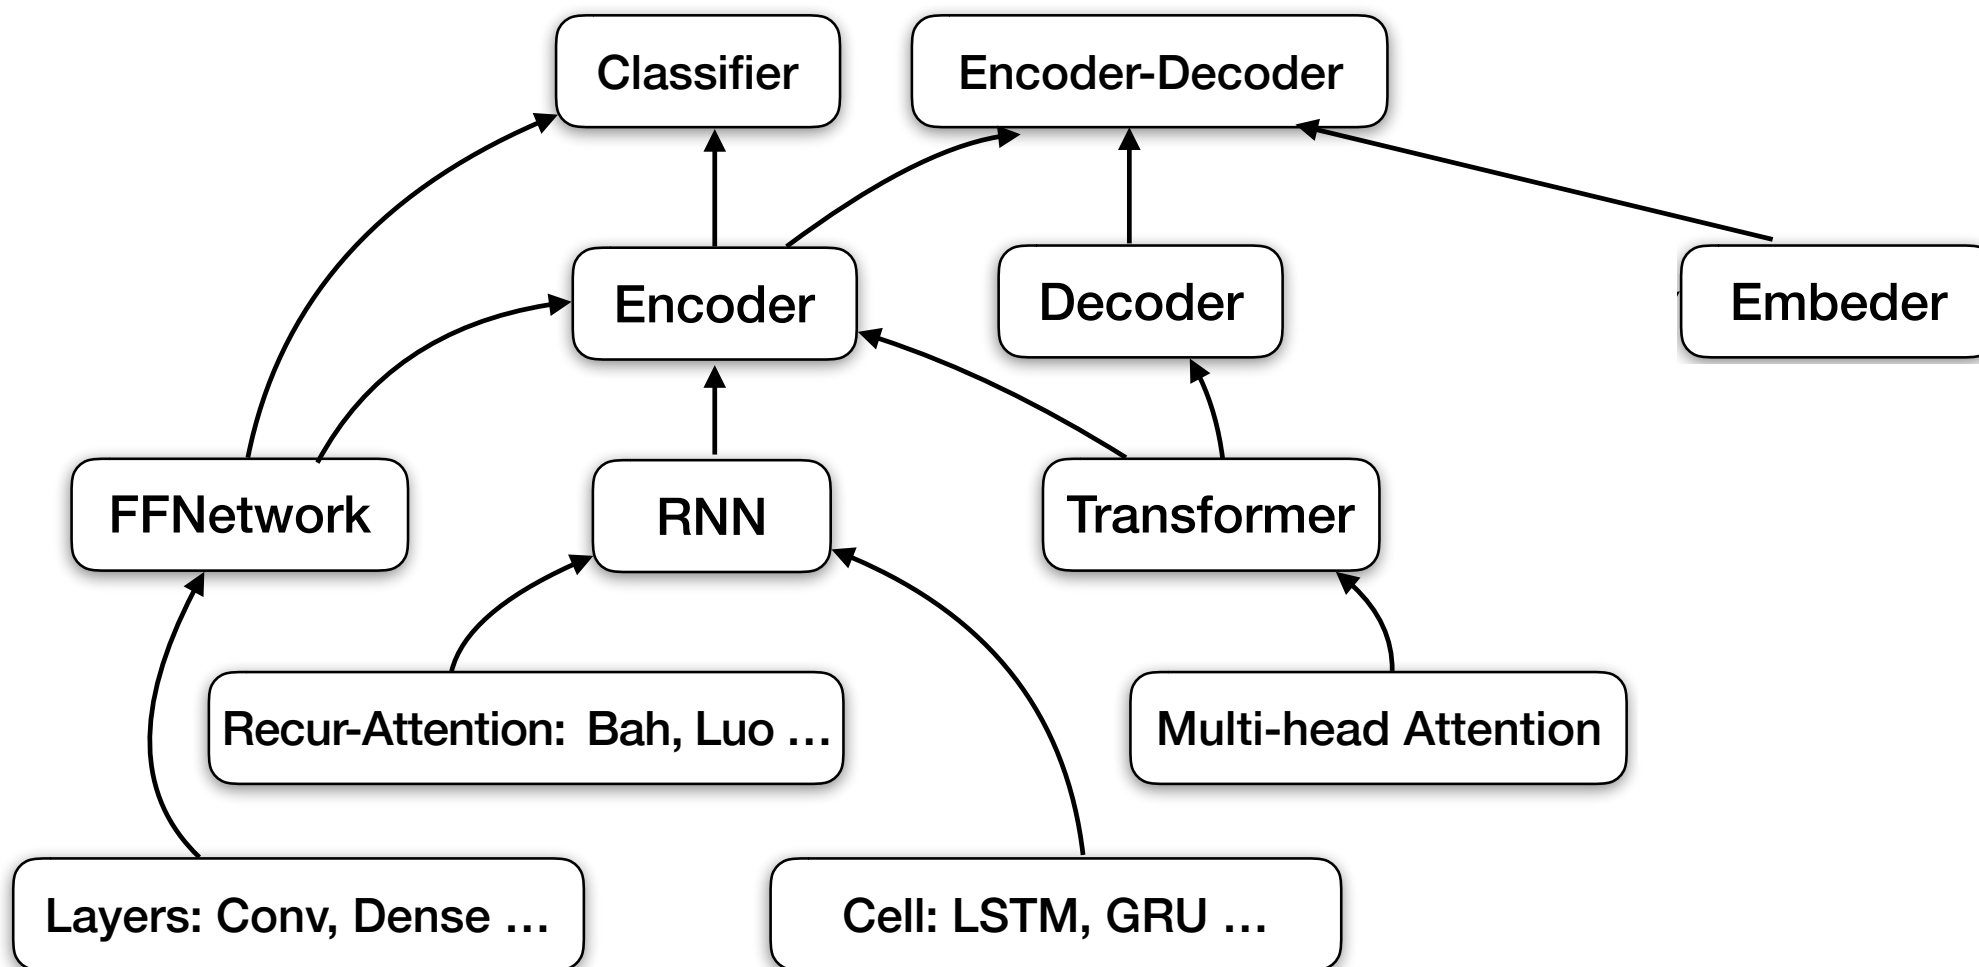 Classifier
Encoder-Decoder
Encoder
Decoder
Embeder
FFNetwork
RNN
Transformer
Recur-Attention: Bah, Luo ...
Multi-head Attention
Layers: Conv, Dense ...
Cell: LSTM, GRU ...